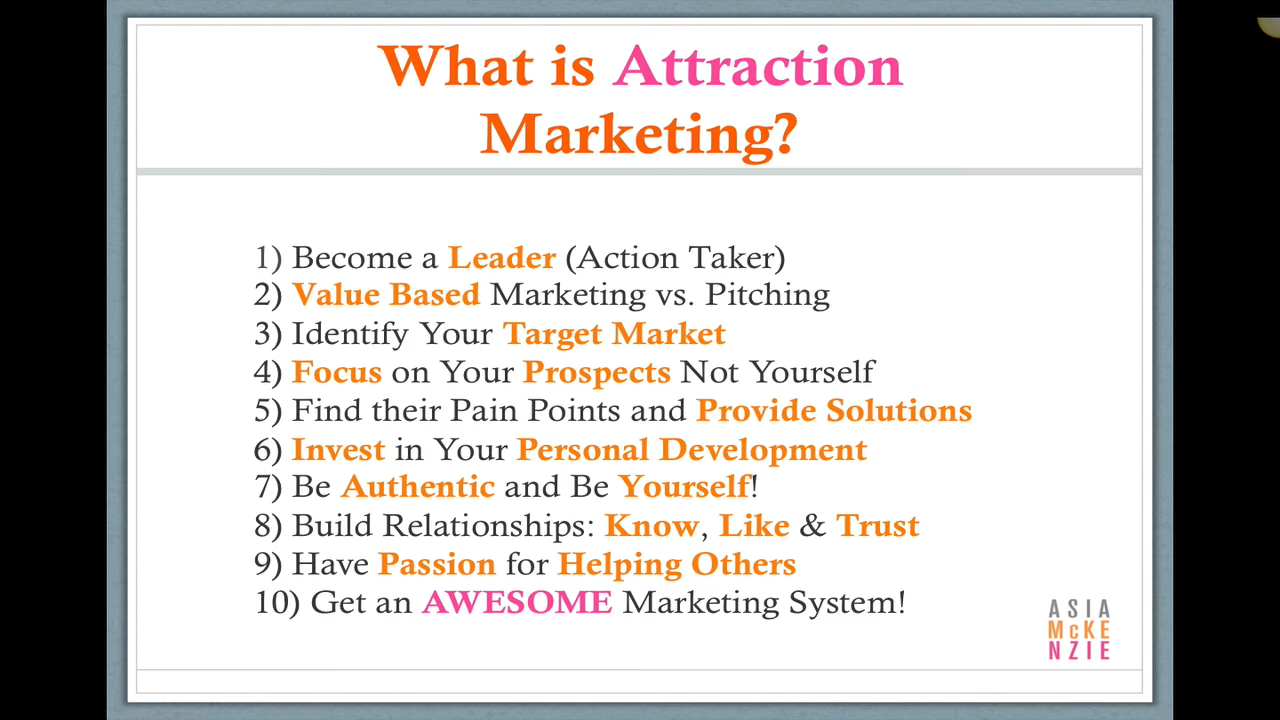 What is Attraction
Marketing?
1) Become a Leader (Action Taker)
2) Value Based Marketing vs. Pitching
3) Identify Your Target Market
4) Focus on Your Prospects Not Yourself
5) Find their Pain Points and Provide Solutions
6) Invest in Your Personal Development
7) Be Authentic and Be Yourself!
8) Build Relationships: Know, Like & Trust
9) Have Passion for Helping Others
10) Get an AWESOME Marketing System!
ASIA
McKE
NZIE